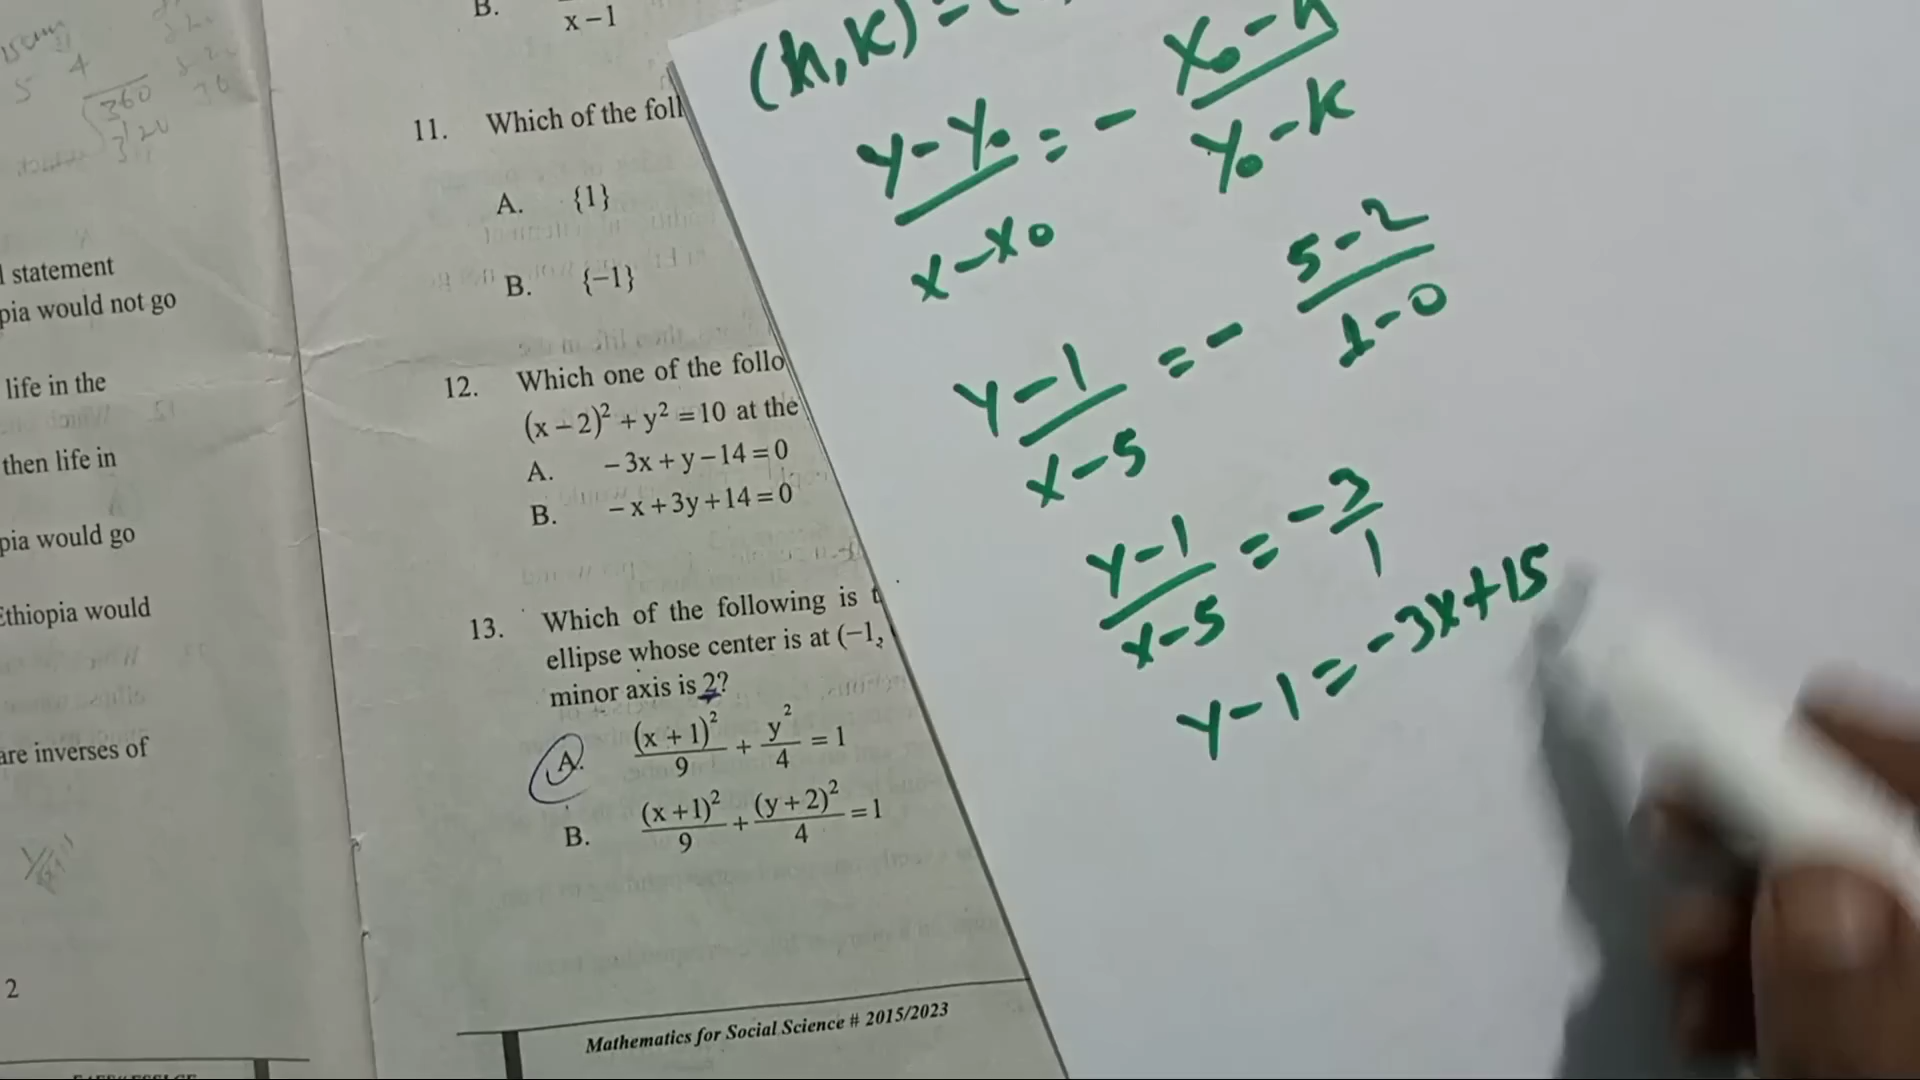 B. x – 1
11. Which of the foll
A. {1}
B. {−1}
12. Which one of the follo
(x − 2)² + y² = 10 at the
A. − 3x + y − 14 = 0
B. − x + 3y + 14 = 0
13. Which of the following is t
ellipse whose center is at (−1,
minor axis is 2?
A. (x + 1)²/9 + y²/4 = 1
B. (x + 1)²/9 + (y + 2)²/4 = 1
Mathematics for Social Science # 2015/2023
statement
pia would not go
life in the
then life in
pia would go
Ethiopia would
are inverses of
2
5 4
360
(h, k) = (
y - y₀ / x - x₀ = - x₀ - h / y₀ - k
y - 1 / x - 5 = - 5 - 2 / 1 - 0
y - 1 / x - 5 = - 3 / 1
y - 1 = -3x + 15